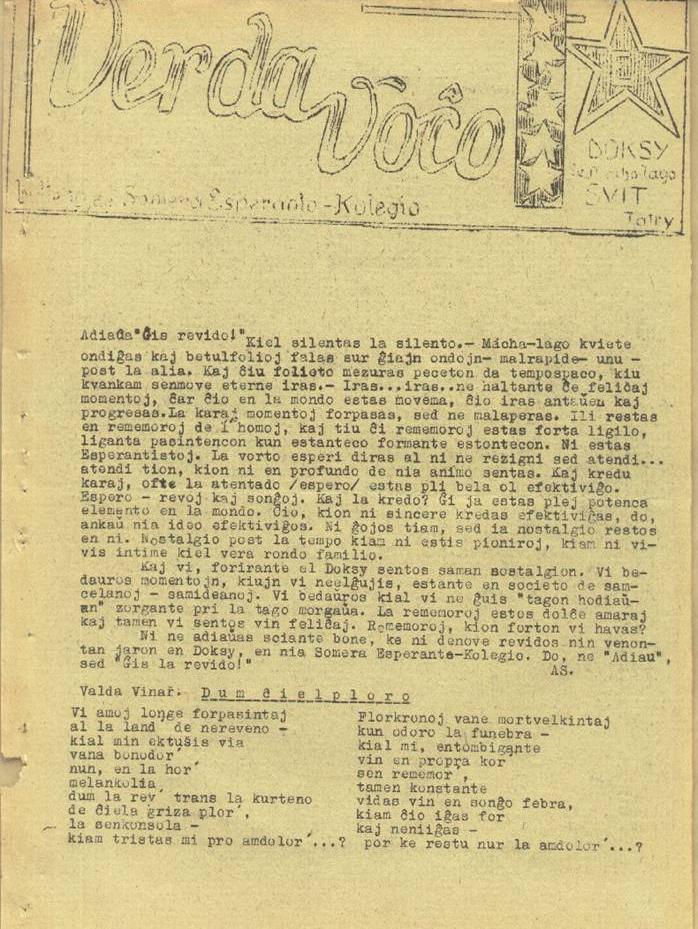 Verda Voĉo
DOKSY
SVIT
Tatry
Somera Esperanto-Kolegio
Adiaŭa "Ĝis revido!" Kiel silentas la silento.- Mácha-lago kviete
ondiĝas kaj betulfolioj falas sur ĝiajn ondojn- malrapide- unu -
post la alia. Kaj ĉiu folieto mezuras peceton da tempospaco, kiu
kvankam senmove eterne iras.- Iras...iras..ne haltante ĉe feliĉaj
momentoj, ĉar ĉio en la mondo estas movema, ĉio iras antaŭen kaj
progresas.La karaj momentoj forpasas, sed ne malaperas. Ili restas
en rememoroj de l'homoj, kaj tiu ĉi rememoroj estas forta ligilo,
liganta pasintencon kun estanteco formante estontecon. Ni estas
Esperantistoj. La vorto esperi diras al ni ne rezigni sed atendi...
atendi tion, kion ni en profundo de nia animo sentas. Kaj kredu
karaj, ofte la atentado /espero/ estas pli bela ol efektiviĝo.
Espero - revoj kaj sonĝoj. Kaj la kredo? Ĝi ja estas plej potenca
elemento en la mondo. Ĉio, kion ni sincere kredas efektiviĝas, do,
ankaŭ nia ideo efektiviĝos. Ni ĝojos tiam, sed ia nostalgio restos
en ni. Nostalgio post la tempo kiam ni estis pioniroj, kiam ni vi-
vis intime kiel vera rondo familio.
Kaj vi, forirante el Doksy sentos saman nostalgion. Vi be-
dauros momentojn, kiujn vi neelĝuĵis, estante en societo de sam-
celanoj - samideanoj. Vi bedaŭros kial vi ne ĝuis "tagon hodiaŭ-
an" zorgante pri la tago morgaŭa. La rememoroj estos dolĉe amaraj
kaj tamen vi sentos vin feliĉaj. Rememoroj, kion forton vi havas?
Ni ne adiaŭas sciante bone, ke ni denove revidos nin venon-
tan jaron en Doksy, en nia Somera Esperanto-Kolegio. Do, ne "Adiau",
sed "Ĝis la revido!"
AS.
Valda Vinař: Dum ĉielploro
Vi amoj longe forpasintaj
al la land' de nereveno -
kial min ektuŝis via
vana bonodor'
nun, en la hor'
melankolia
dum la rev' trans la kurteno
de ĉiela griza plor',
la senkonsola -
kiam tristas mi pro amdolor'...?
Florkronoj vane mortvelkintaj
kun odoro la funebra -
kial mi, entombigante
vin en propra kor'
sen rememor',
tamen konstante
vidas vin en sonĝo febra,
kiam ĉio iĝas for
kaj neniiĝas -
por ke restu nur la amdolor'...?